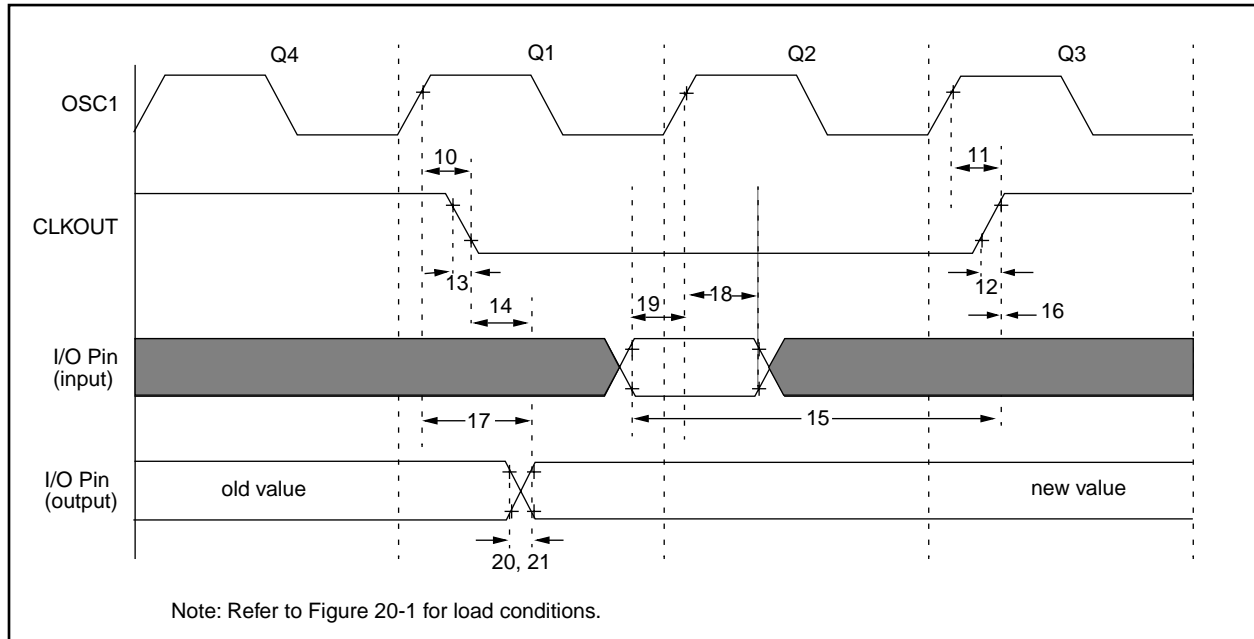 Q4 Q1 Q2 Q3
OSC1
10 11
CLKOUT
13 12
14 19 18 16
I/O Pin
(input)
17 15
I/O Pin
(output)
old value new value
20, 21
Note: Refer to Figure 20-1 for load conditions.